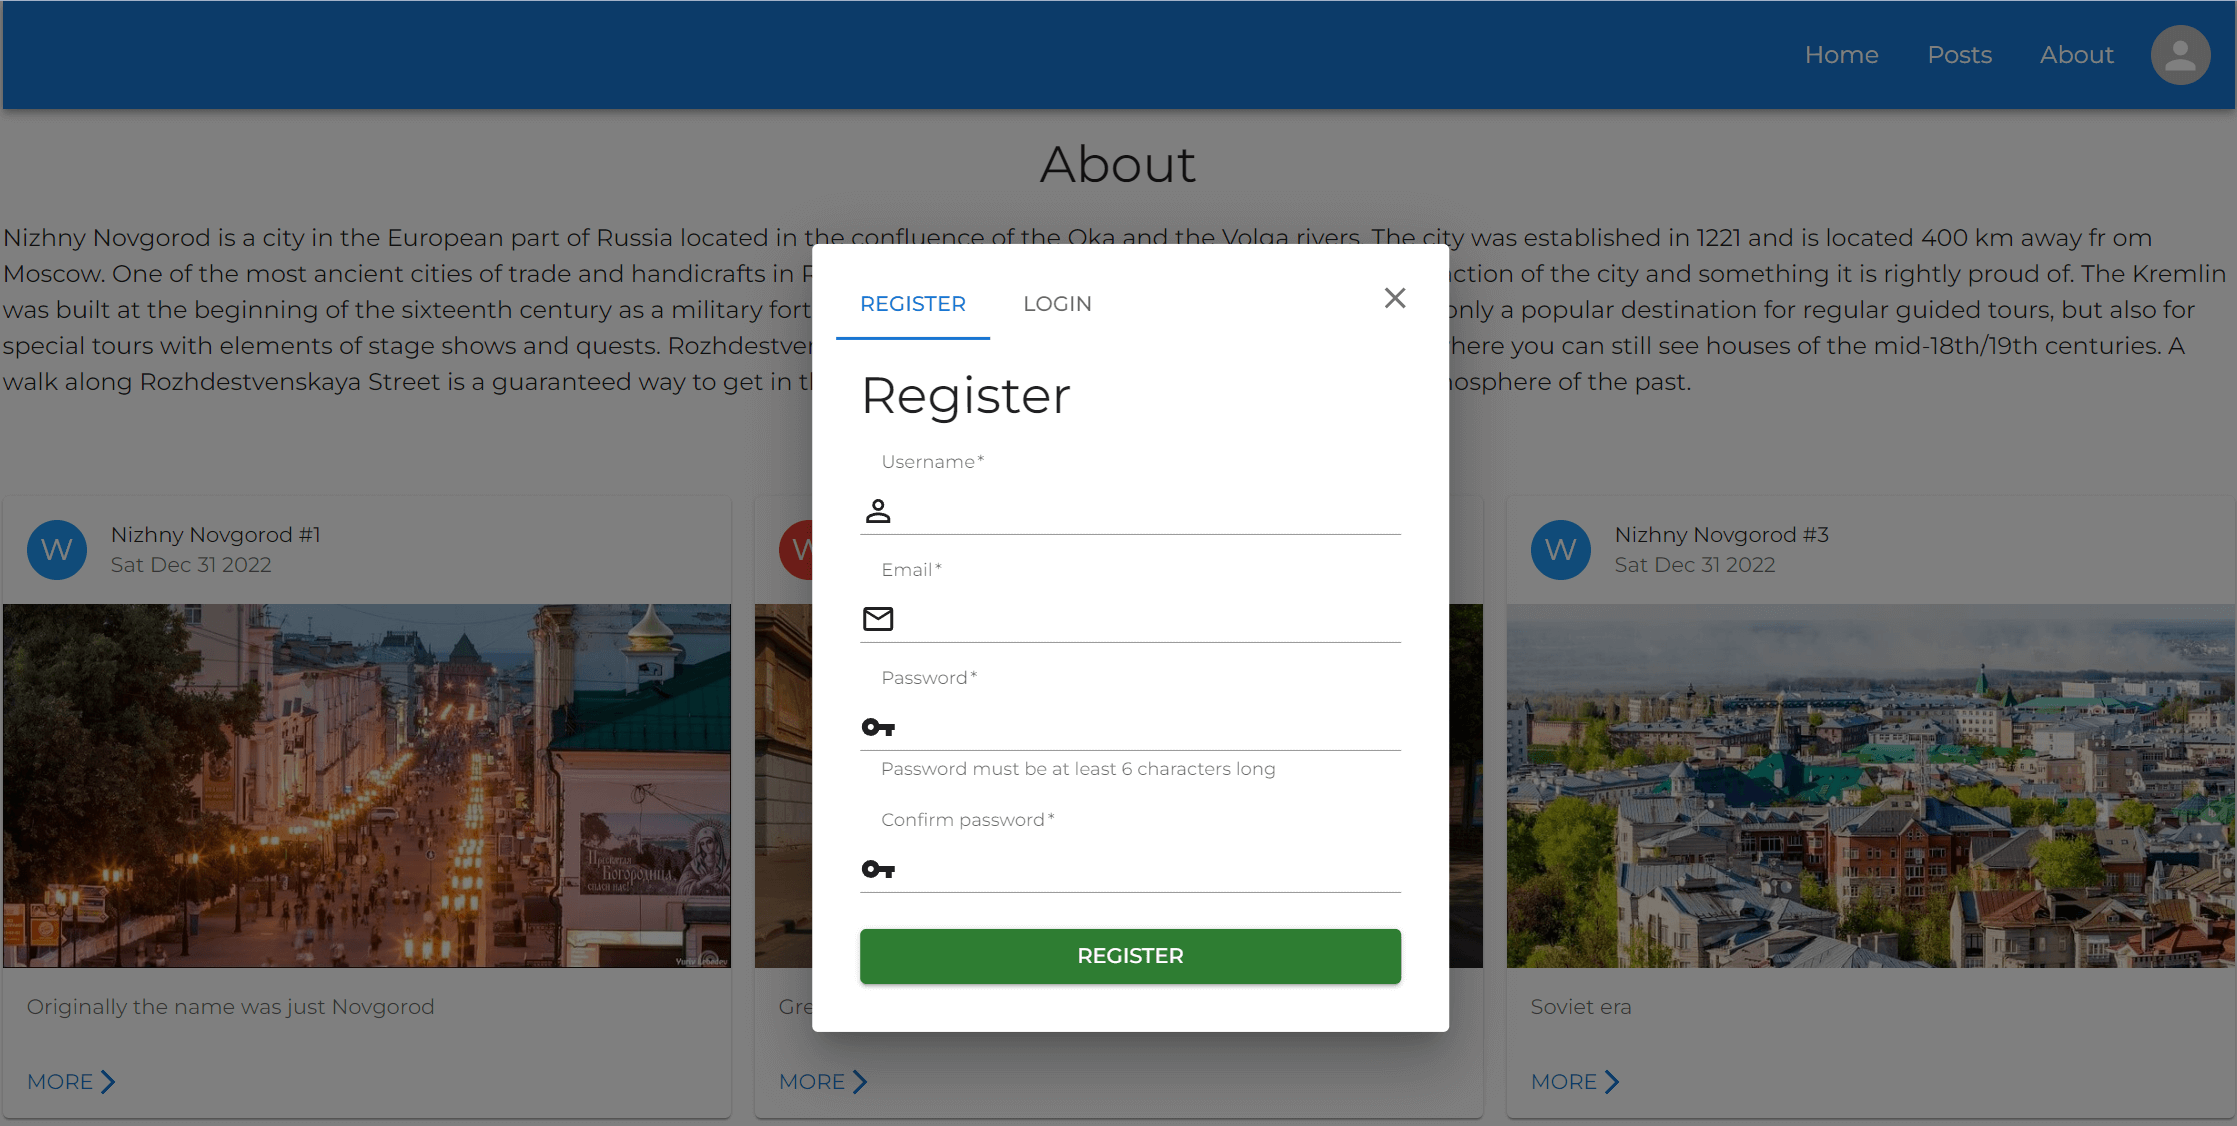 Home Posts About
About
Nizhny Novgorod is a city in the European part of Russia located in the confluence of the Oka and the Volga rivers. The city was established in 1221 and is located 400 km away fr om
Moscow. One of the most ancient cities of trade and handicrafts in ction of the city and something it is rightly proud of. The Kremlin
was built at the beginning of the sixteenth century as a military fort only a popular destination for regular guided tours, but also for
special tours with elements of stage shows and quests. Rozhdestver here you can still see houses of the mid-18th/19th centuries. A
walk along Rozhdestvenskaya Street is a guaranteed way to get in t osphere of the past.
REGISTER LOGIN
Register
Username*
Email*
Password*
Password must be at least 6 characters long
Confirm password*
REGISTER
W
Nizhny Novgorod #1
Sat Dec 31 2022
Пресвятая
Богородица,
спаси нас!
Yuriy Lebedev
Originally the name was just Novgorod
MORE
W
Gre
MORE
W
Nizhny Novgorod #3
Sat Dec 31 2022
Soviet era
MORE